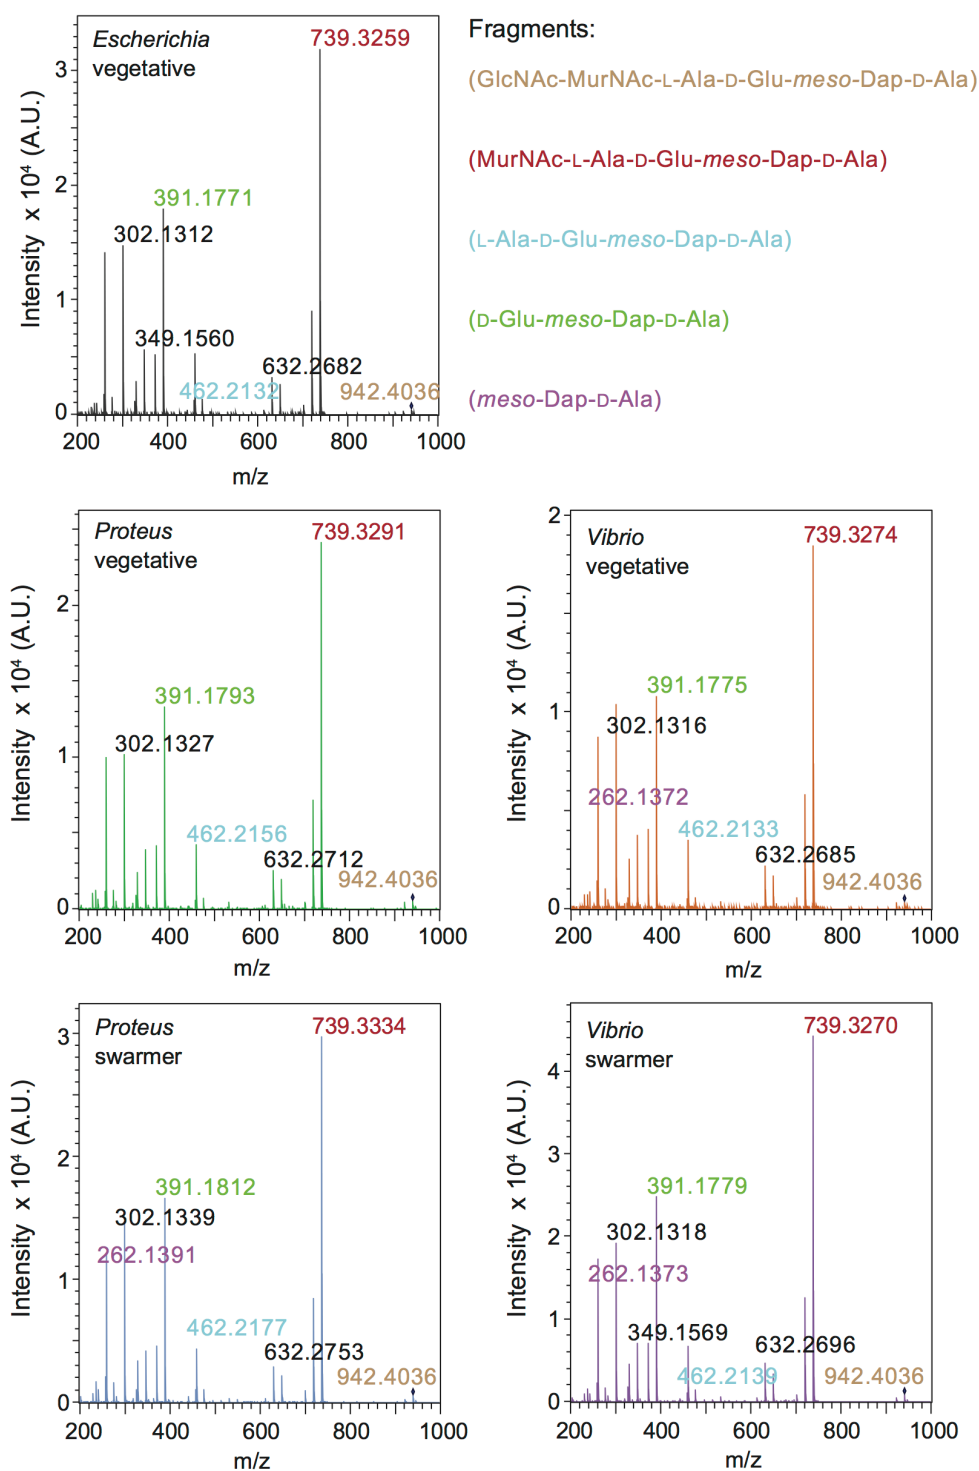 Escherichia
vegetative
739.3259
391.1771
302.1312
349.1560
632.2682
462.2132
942.4036
Intensity x 10⁴ (A.U.)
3
2
1
0
200 400 600 800 1000
m/z
Fragments:
(GlcNAc-MurNAc-L-Ala-D-Glu-meso-Dap-D-Ala)
(MurNAc-L-Ala-D-Glu-meso-Dap-D-Ala)
(L-Ala-D-Glu-meso-Dap-D-Ala)
(D-Glu-meso-Dap-D-Ala)
(meso-Dap-D-Ala)
Proteus
vegetative
739.3291
391.1793
302.1327
462.2156
632.2712
942.4036
Intensity x 10⁴ (A.U.)
2
1
0
200 400 600 800 1000
m/z
Vibrio
vegetative
739.3274
391.1775
302.1316
262.1372
462.2133
632.2685
942.4036
Intensity x 10⁴ (A.U.)
2
1
0
200 400 600 800 1000
m/z
Proteus
swarmer
739.3334
391.1812
302.1339
262.1391
462.2177
632.2753
942.4036
Intensity x 10⁴ (A.U.)
3
2
1
0
200 400 600 800 1000
m/z
Vibrio
swarmer
739.3270
391.1779
302.1318
262.1373
349.1569
632.2696
462.2139
942.4036
Intensity x 10⁴ (A.U.)
4
3
2
1
0
200 400 600 800 1000
m/z